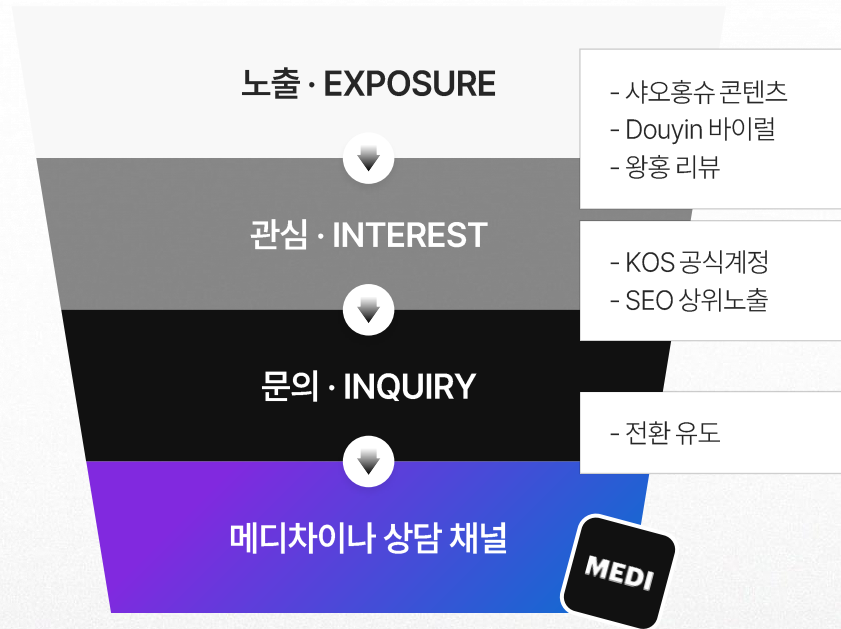 노출 · EXPOSURE
- 샤오홍슈 콘텐츠
- Douyin 바이럴
- 왕홍 리뷰
관심 · INTEREST
- KOS 공식계정
- SEO 상위노출
문의 · INQUIRY
- 전환 유도
메디차이나 상담 채널
MEDI